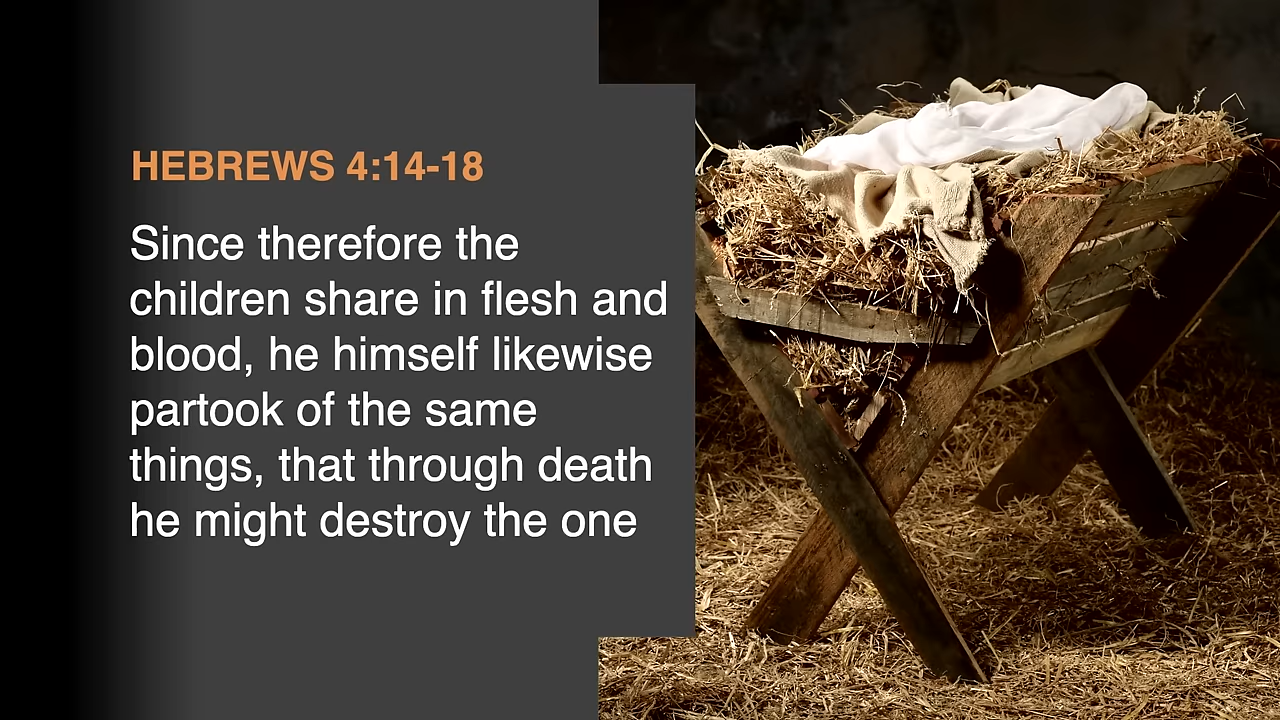 HEBREWS 4:14-18
Since therefore the
children share in flesh and
blood, he himself likewise
partook of the same
things, that through death
he might destroy the one